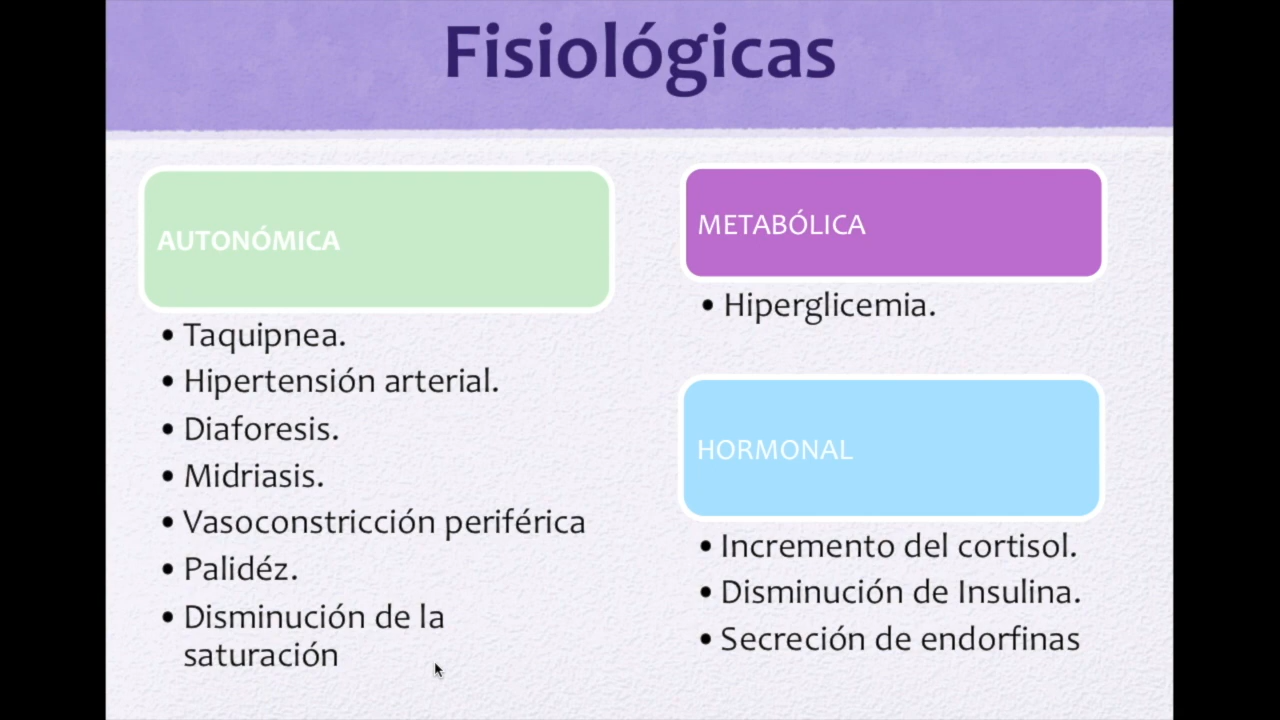 Fisiológicas
AUTONÓMICA
• Taquipnea.
• Hipertensión arterial.
• Diaforesis.
• Midriasis.
• Vasoconstricción periférica
• Palidéz.
• Disminución de la
saturación
METABÓLICA
• Hiperglicemia.
HORMONAL
• Incremento del cortisol.
• Disminución de Insulina.
• Secreción de endorfinas